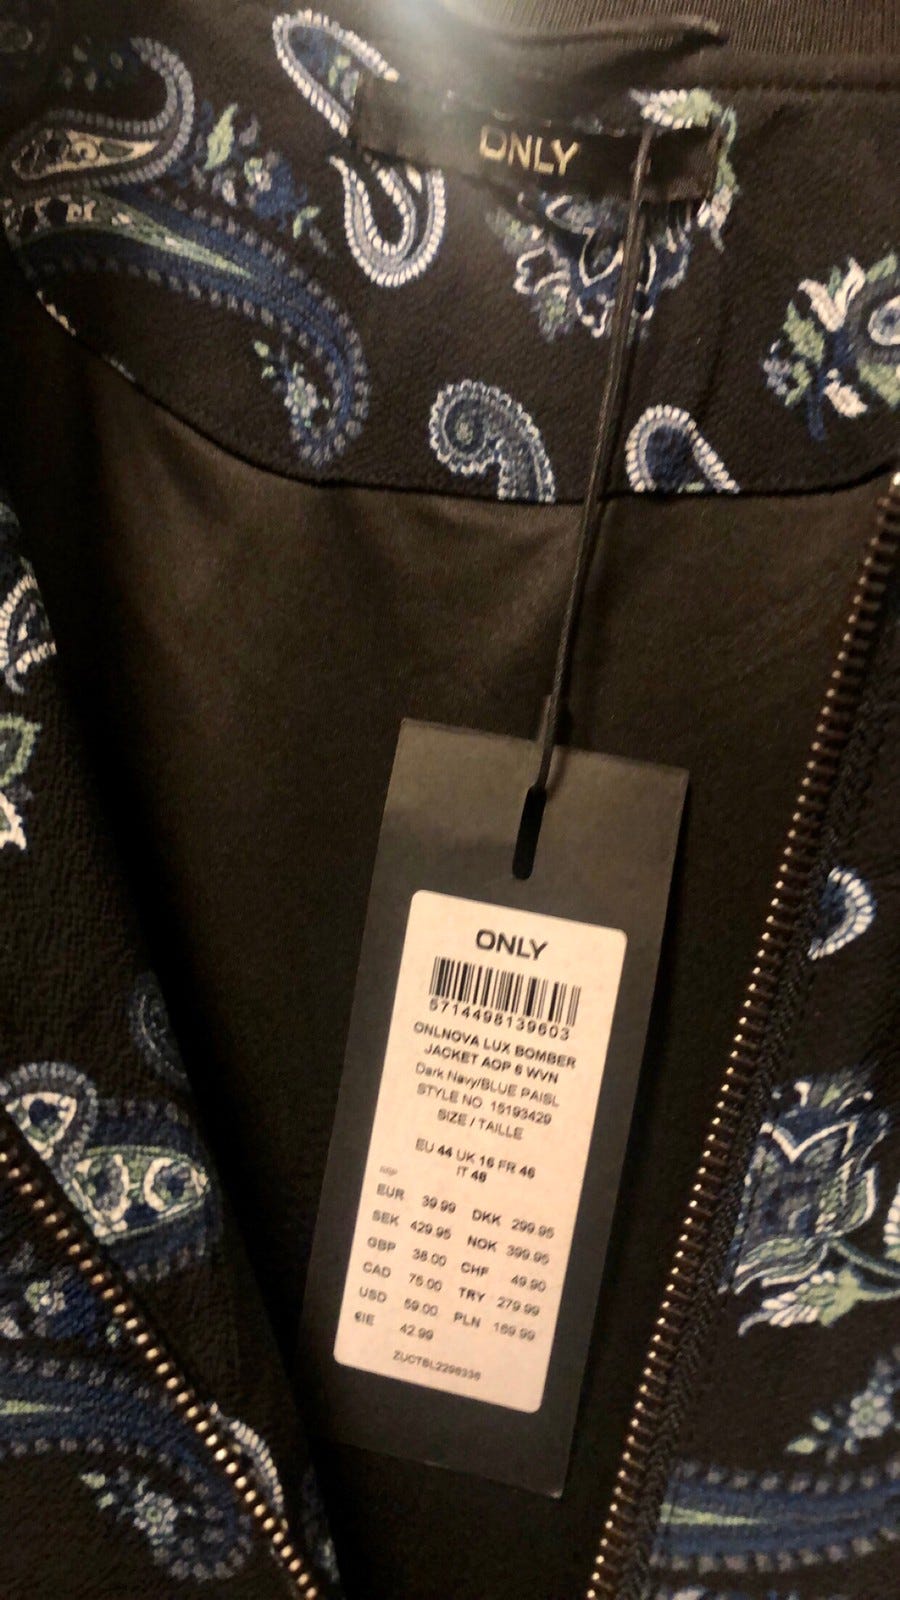 ONLY
ONLY
5714498139603
ONLNOVA LUX BOMBER
JACKET AOP 6 WVN
Dark Navy/BLUE PAISL
STYLE NO. 15193429
SIZE / TAILLE
EU 44 UK 16 FR 46
IT 48
RRP
EUR 39.99 DKK 299.95
SEK 429.95 NOK 399.95
GBP 38.00 CHF 49.90
CAD 75.00 TRY 279.99
USD 59.00 PLN 169.99
€IE 42.99
ZUCTBL2298336